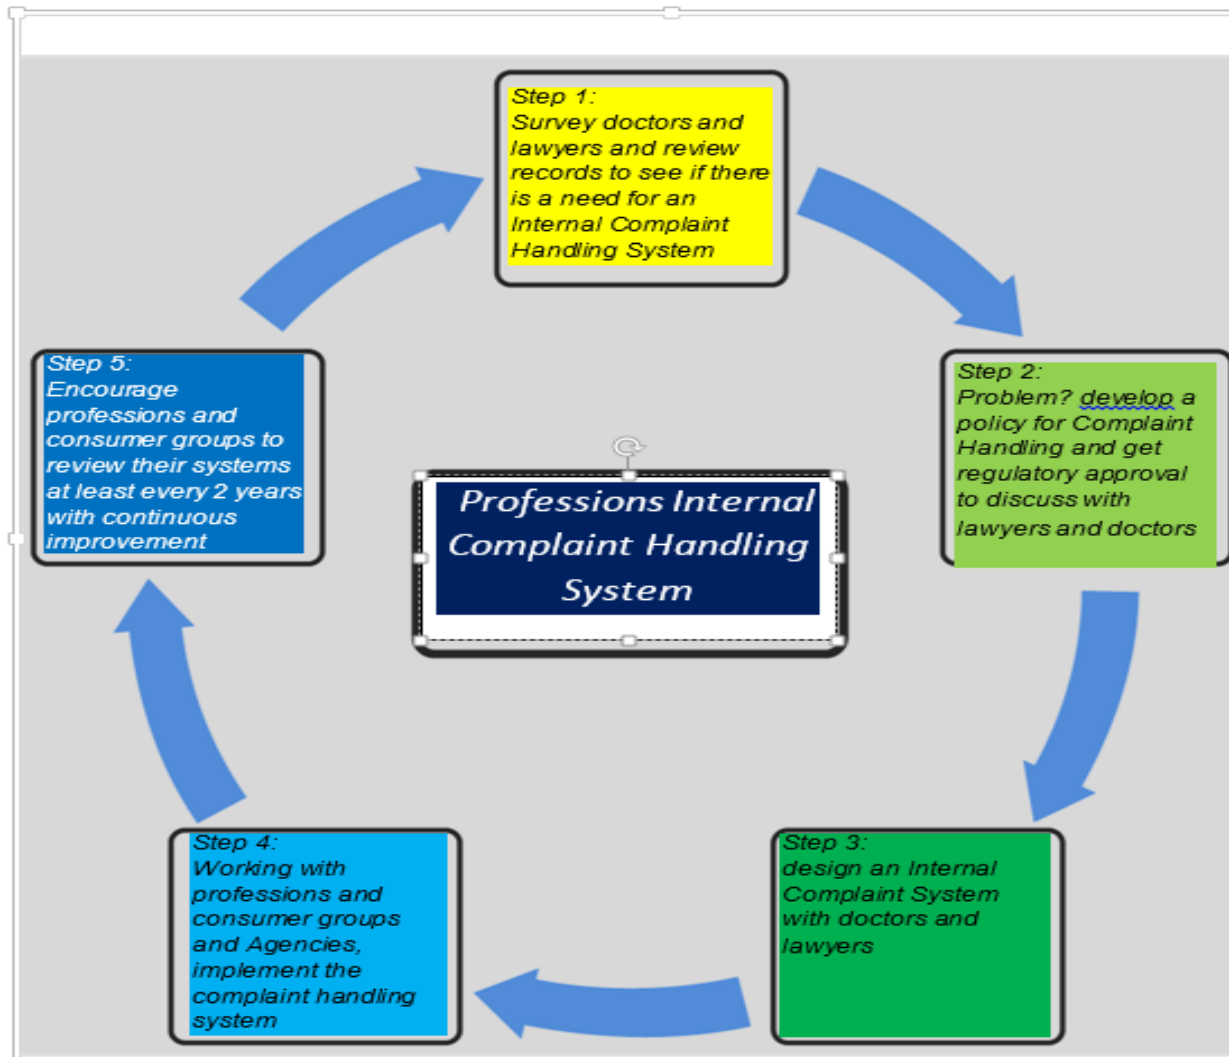 Step 1:
Survey doctors and
lawyers and review
records to see if there
is a need for an
Internal Complaint
Handling System
Step 2:
Problem? develop a
policy for Complaint
Handling and get
regulatory approval
to discuss with
lawyers and doctors
Step 3:
design an Internal
Complaint System
with doctors and
lawyers
Step 4:
Working with
professions and
consumer groups
and Agencies,
implement the
complaint handling
system
Step 5:
Encourage
professions and
consumer groups to
review their systems
at least every 2 years
with continuous
improvement
Professions Internal
Complaint Handling
System